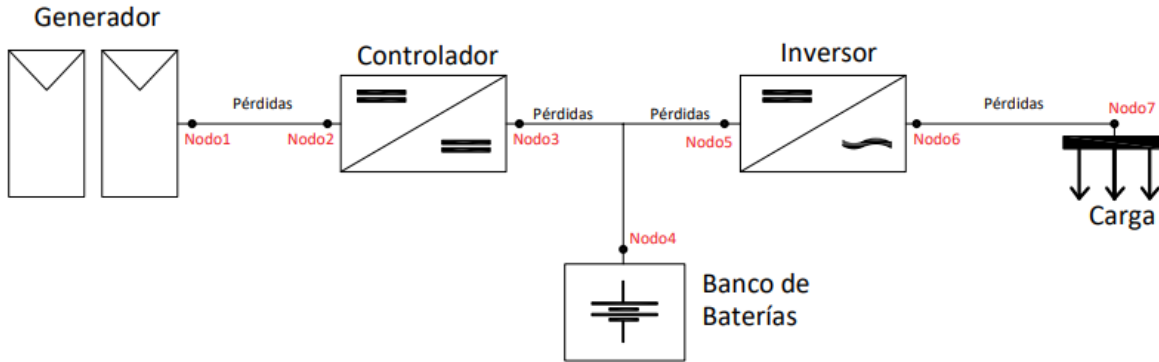 Generador
Controlador
Inversor
Pérdidas
Pérdidas
Pérdidas
Pérdidas
Nodo1
Nodo2
Nodo3
Nodo5
Nodo6
Nodo7
Carga
Nodo4
Banco de
Baterías